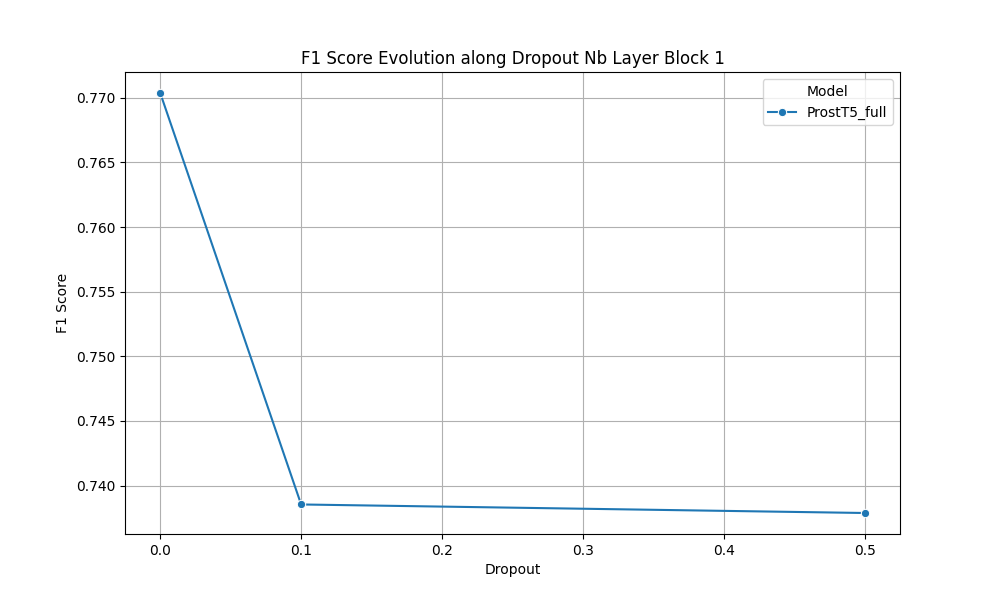 F1 Score Evolution along Dropout Nb Layer Block 1
Model
ProstT5_full
F1 Score
0.770
0.765
0.760
0.755
0.750
0.745
0.740
0.0 0.1 0.2 0.3 0.4 0.5
Dropout